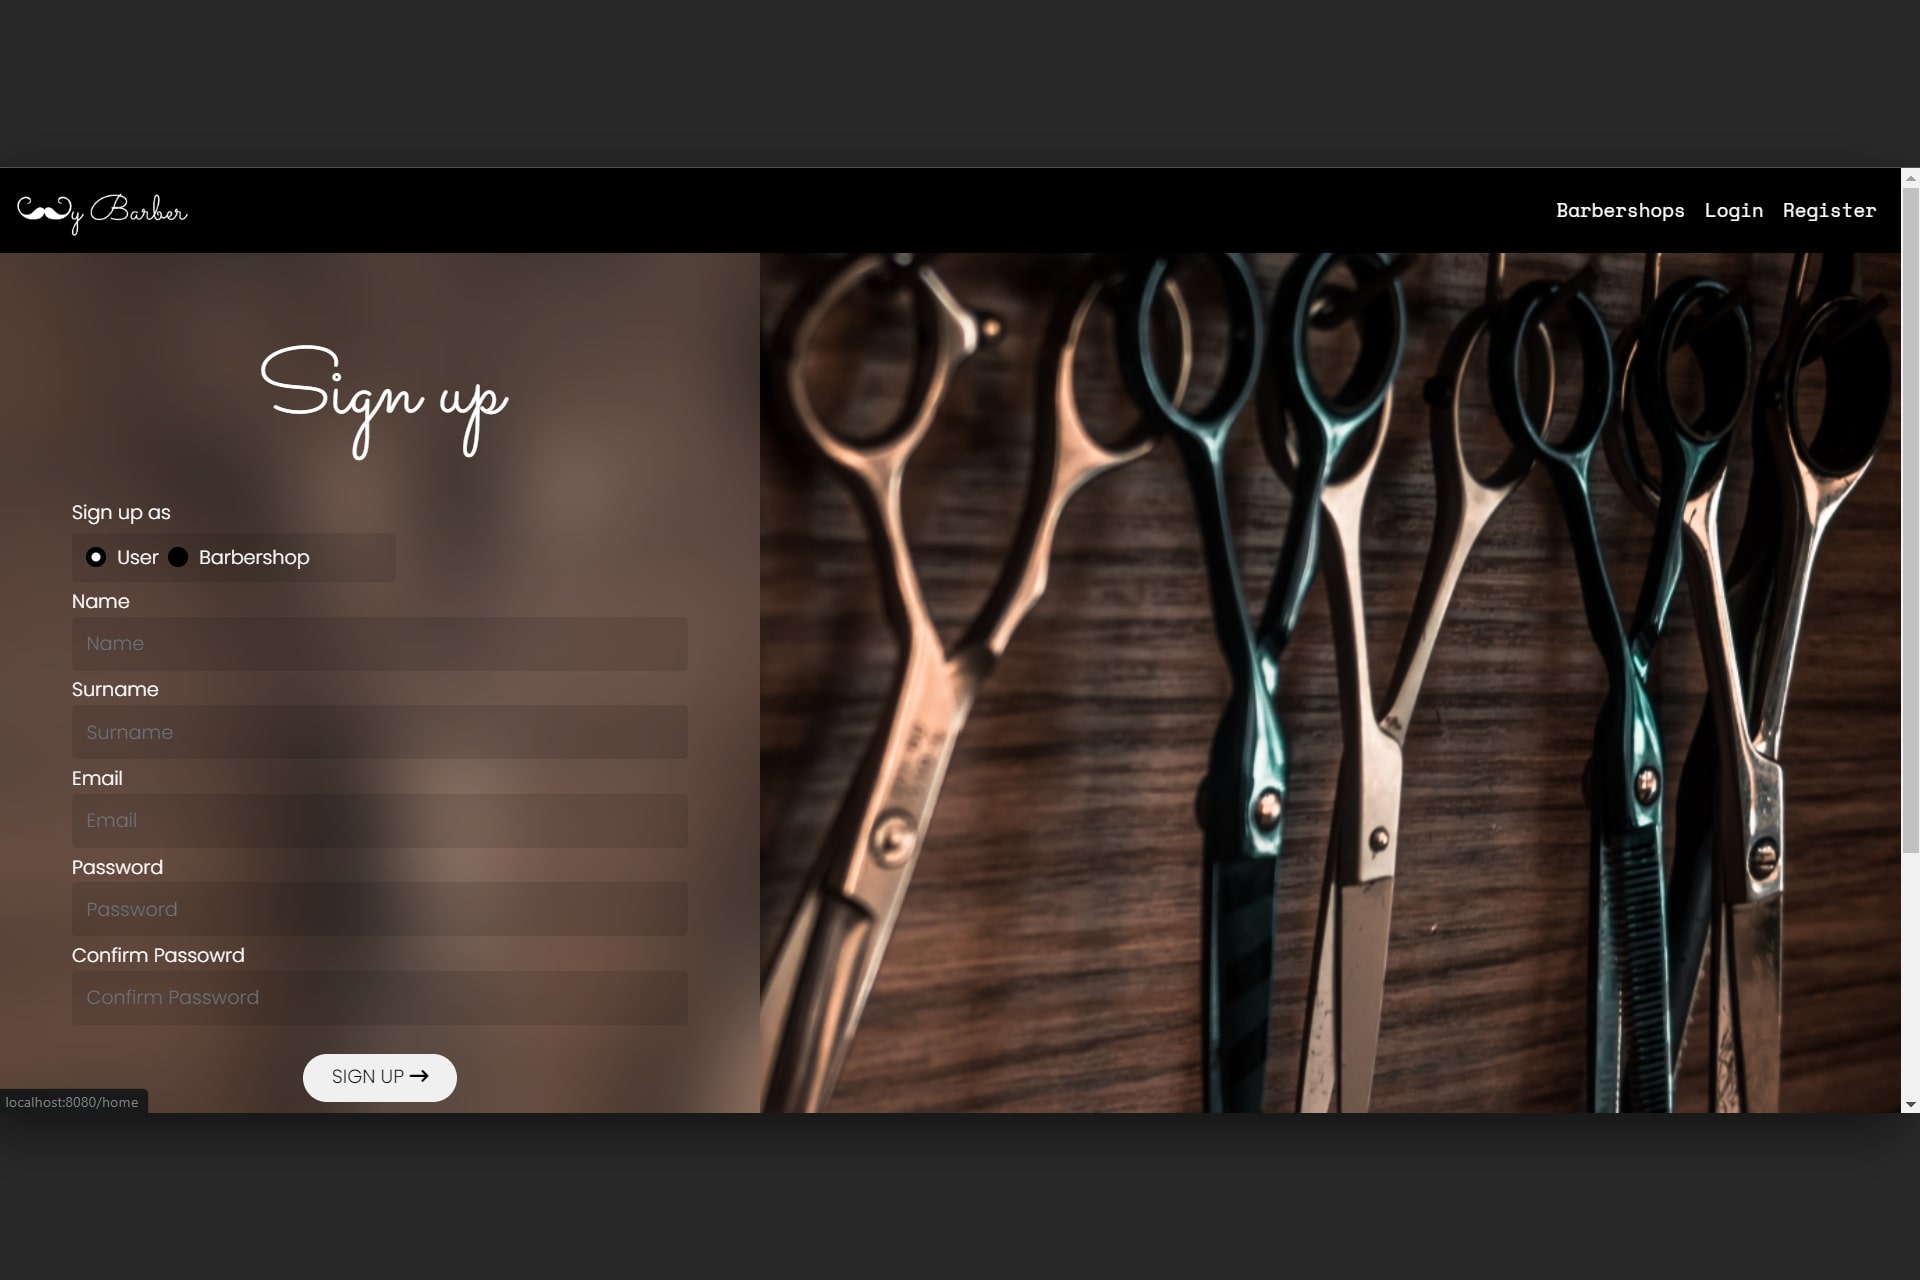 y Barber
Barbershops Login Register
Sign up
Sign up as
User Barbershop
Name
Name
Surname
Surname
Email
Email
Password
Password
Confirm Passowrd
Confirm Password
SIGN UP →
localhost:8080/home